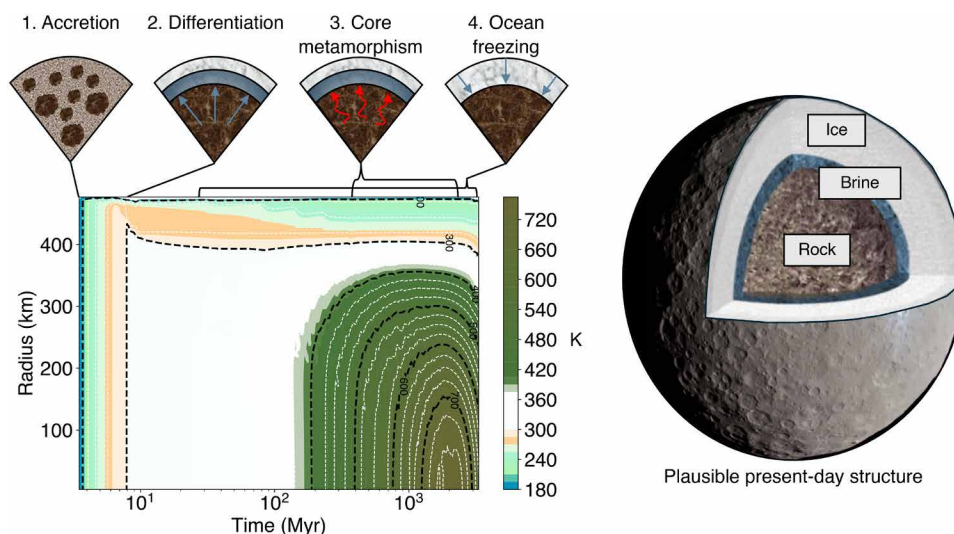 1. Accretion
2. Differentiation
3. Core
metamorphism
4. Ocean
freezing
Ice
Brine
Rock
Plausible present-day structure
Radius (km)
400
300
200
100
10¹
10²
10³
Time (Myr)
300
600
700
720
660
600
540
480
420
360
300
240
180
K